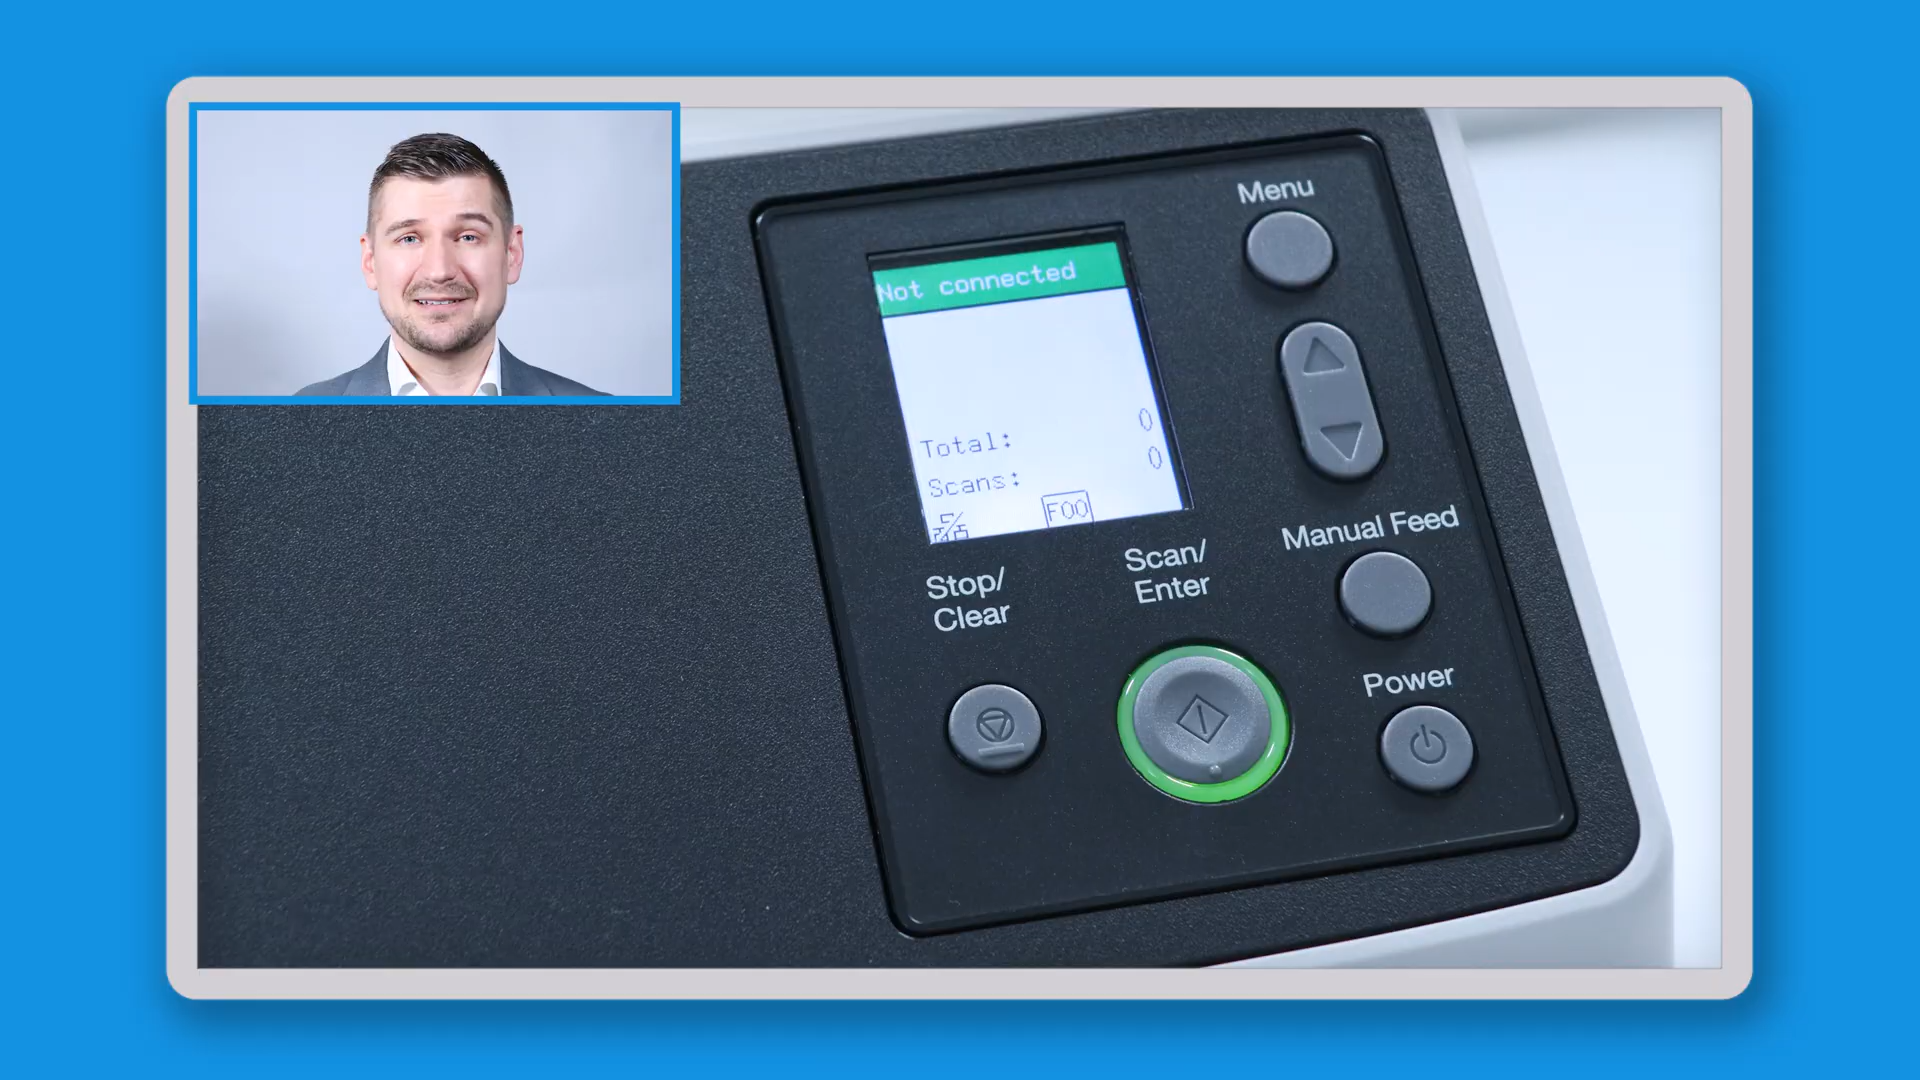 Menu
Not connected
Total: 0
Scans: 0
F00
Manual Feed
Scan/
Enter
Stop/
Clear
Power